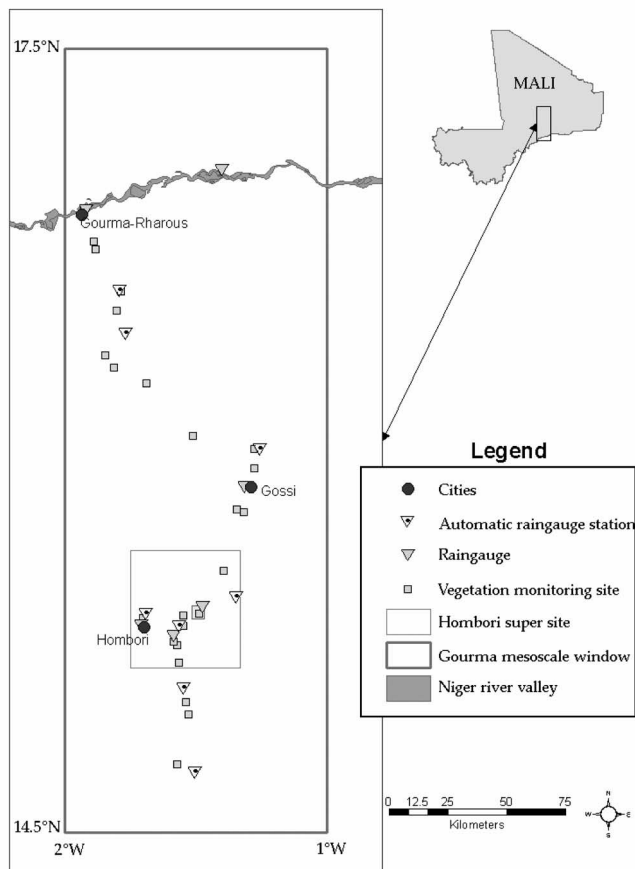 17.5°N
MALI
Gourma-Rharous
Gossi
Hombori
14.5°N
2°W
1°W
Legend
Cities
Automatic raingauge station
Raingauge
Vegetation monitoring site
Hombori super site
Gourma mesoscale window
Niger river valley
0 12.5 25 50 75
Kilometers
N
W E
S